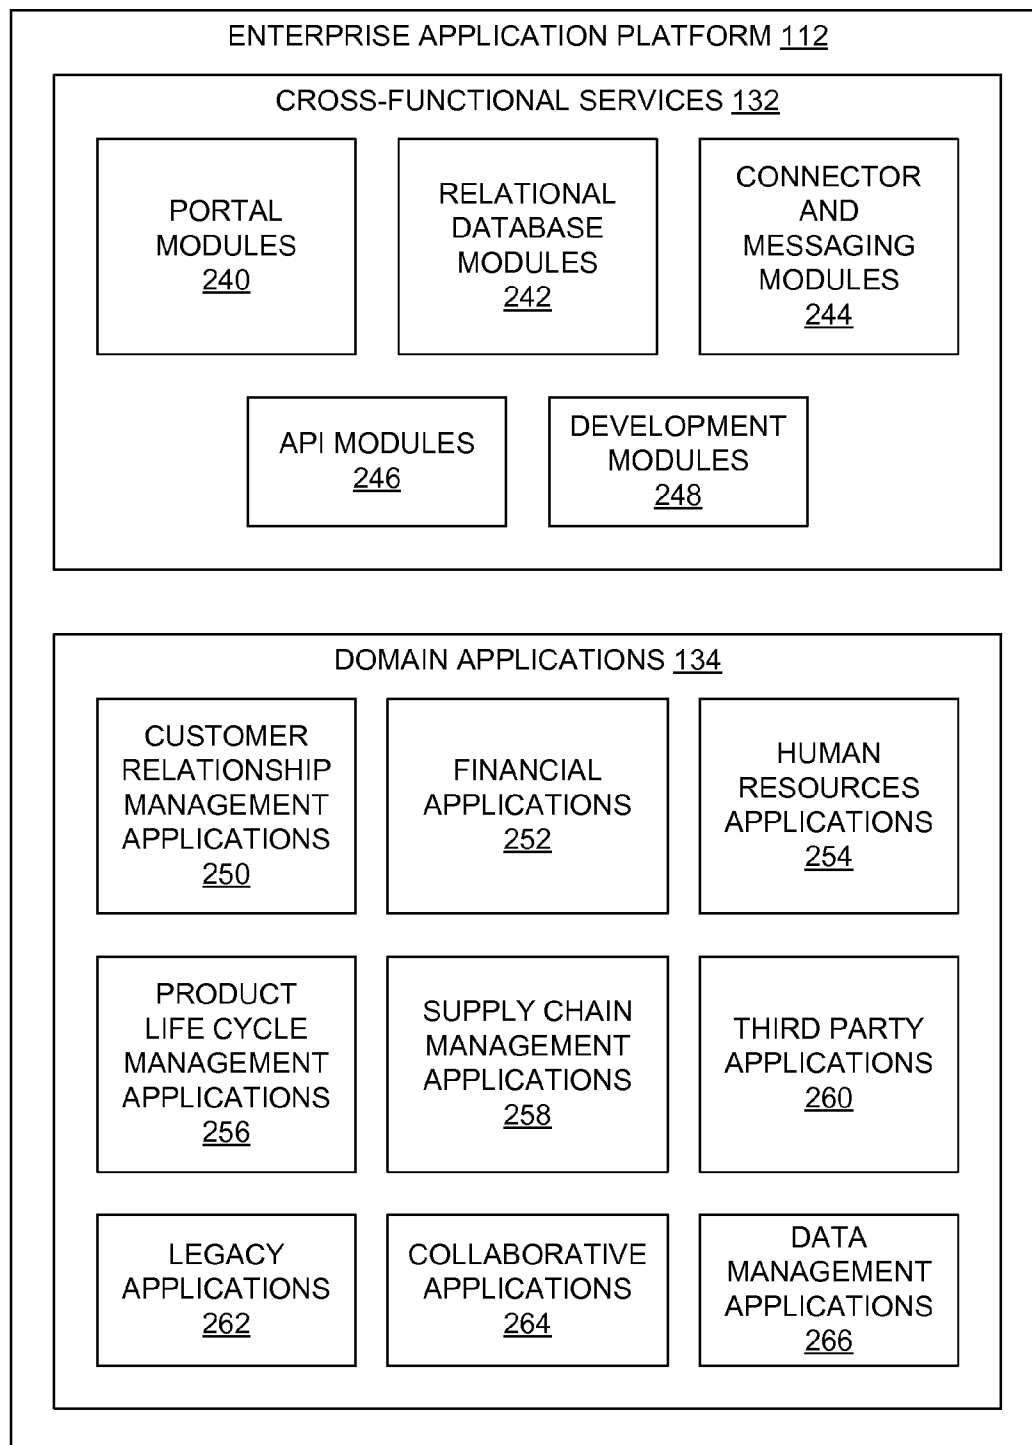 ENTERPRISE APPLICATION PLATFORM 112
CROSS-FUNCTIONAL SERVICES 132
PORTAL
MODULES
240
RELATIONAL
DATABASE
MODULES
242
CONNECTOR
AND
MESSAGING
MODULES
244
API MODULES
246
DEVELOPMENT
MODULES
248
DOMAIN APPLICATIONS 134
CUSTOMER
RELATIONSHIP
MANAGEMENT
APPLICATIONS
250
FINANCIAL
APPLICATIONS
252
HUMAN
RESOURCES
APPLICATIONS
254
PRODUCT
LIFE CYCLE
MANAGEMENT
APPLICATIONS
256
SUPPLY CHAIN
MANAGEMENT
APPLICATIONS
258
THIRD PARTY
APPLICATIONS
260
LEGACY
APPLICATIONS
262
COLLABORATIVE
APPLICATIONS
264
DATA
MANAGEMENT
APPLICATIONS
266